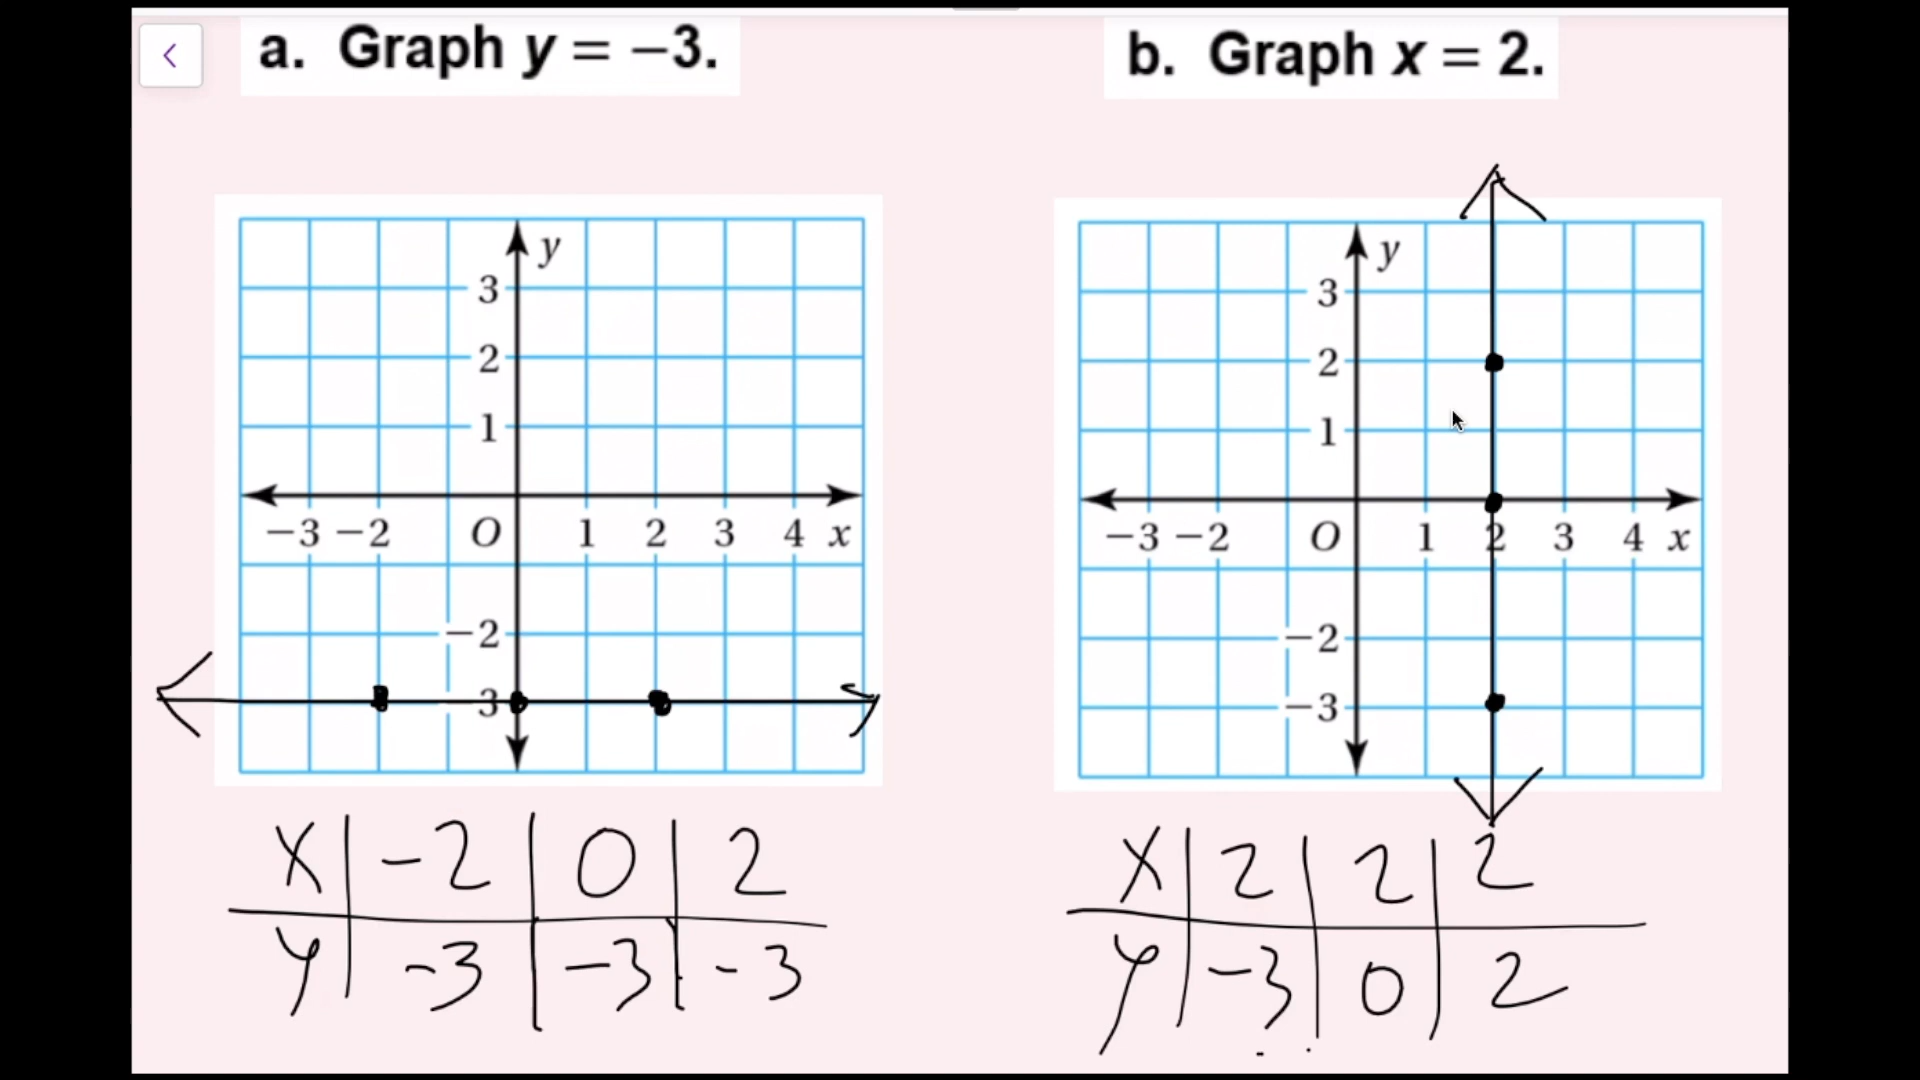 a. Graph y = −3.
b. Graph x = 2.
y
3
2
1
−3 −2 O 1 2 3 4 x
−2
3
y
3
2
1
−3 −2 O 1 2 3 4 x
−2
−3
x | -2 | 0 | 2
y | -3 | -3 | -3
x | 2 | 2 | 2
y | -3 | 0 | 2